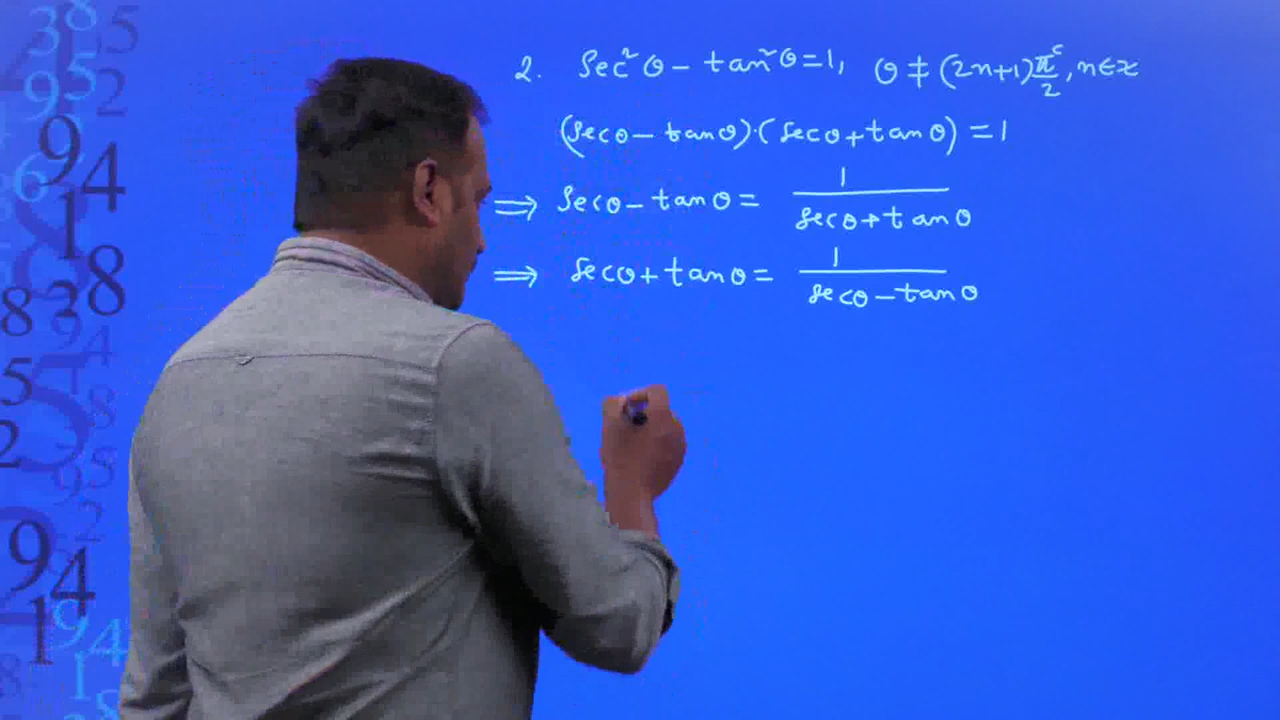 2. sec²θ – tan²θ = 1, θ ≠ (2n+1)πᶜ/2, n∈z
(secθ – tanθ)·(secθ + tanθ) = 1
⇒ secθ – tanθ = 1/(secθ + tanθ)
⇒ secθ + tanθ = 1/(secθ – tanθ)